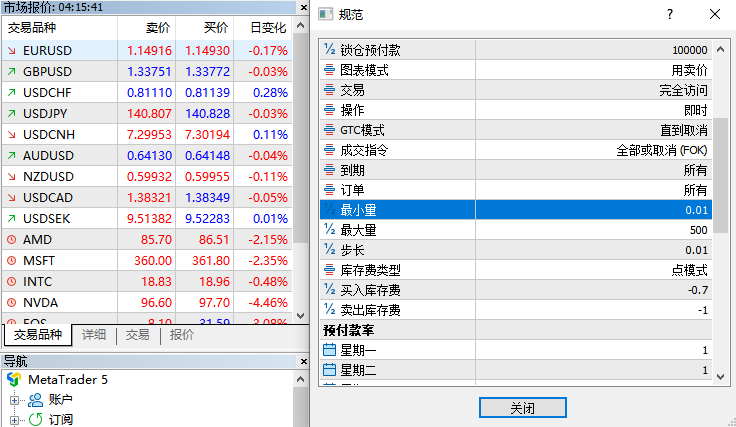 市场报价: 04:15:41
交易品种 卖价 买价 日变化
EURUSD 1.14916 1.14930 -0.17%
GBPUSD 1.33751 1.33772 -0.03%
USDCHF 0.81110 0.81139 0.28%
USDJPY 140.807 140.828 -0.03%
USDCNH 7.29953 7.30194 0.11%
AUDUSD 0.64130 0.64148 -0.04%
NZDUSD 0.59932 0.59955 -0.11%
USDCAD 1.38321 1.38349 -0.05%
USDSEK 9.51382 9.52283 0.01%
AMD 85.70 86.51 -2.15%
MSFT 360.00 361.80 -2.35%
INTC 18.83 18.96 -0.48%
NVDA 96.60 97.70 -4.46%
EOS 8.10 31.59 -3.08%
交易品种 详细 交易 报价
导航
MetaTrader 5
账户
订阅
规范
锁仓预付款 100000
图表模式 用卖价
交易 完全访问
操作 即时
GTC模式 直到取消
成交指令 全部或取消 (FOK)
到期 所有
订单 所有
最小量 0.01
最大量 500
步长 0.01
库存费类型 点模式
买入库存费 -0.7
卖出库存费 -1
预付款率
星期一 1
星期二 1
关闭